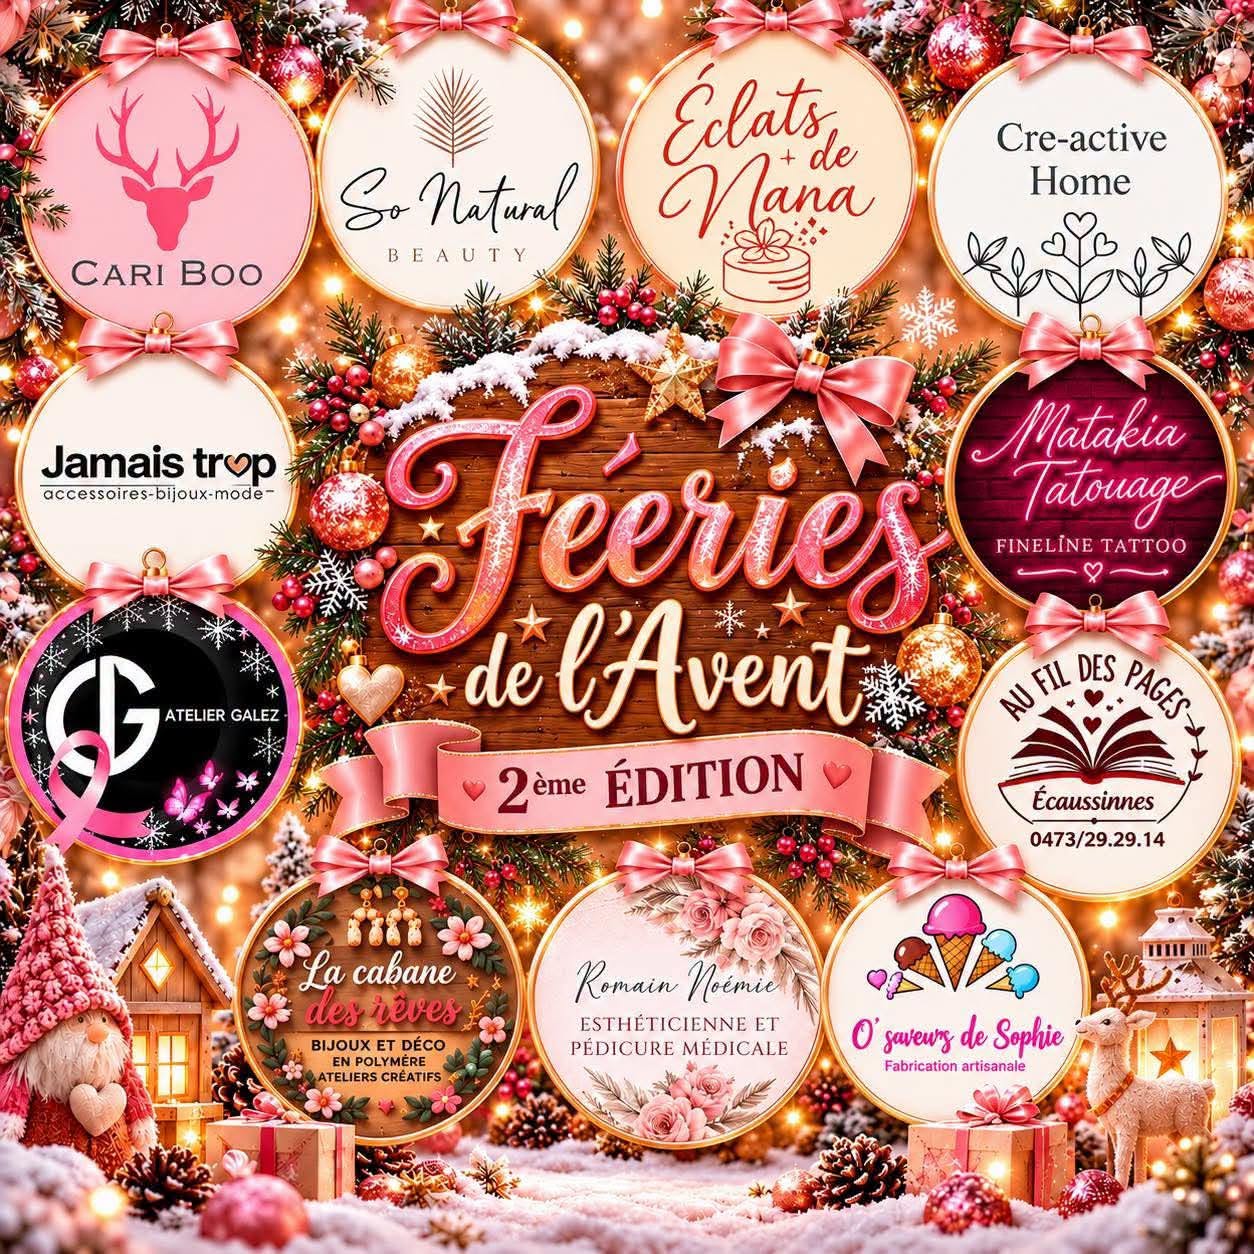 CARI BOO
So Natural
BEAUTY
Éclats
de
Nana
Cre-active
Home
Jamais trop
accessoires-bijoux-mode
Féeries
de l'Avent
2ème ÉDITION
Matakia
Tatouage
FINELINE TATTOO
G
ATELIER GALEZ
AU FIL DES PAGES
Écaussinnes
0473/29.29.14
La cabane
des rêves
BIJOUX ET DÉCO
EN POLYMÉRE
ATELIERS CRÉATIFS
Romain Noémie
ESTHÉTICIENNE ET
PÉDICURE MÉDICALE
O' saveurs de Sophie
Fabrication artisanale